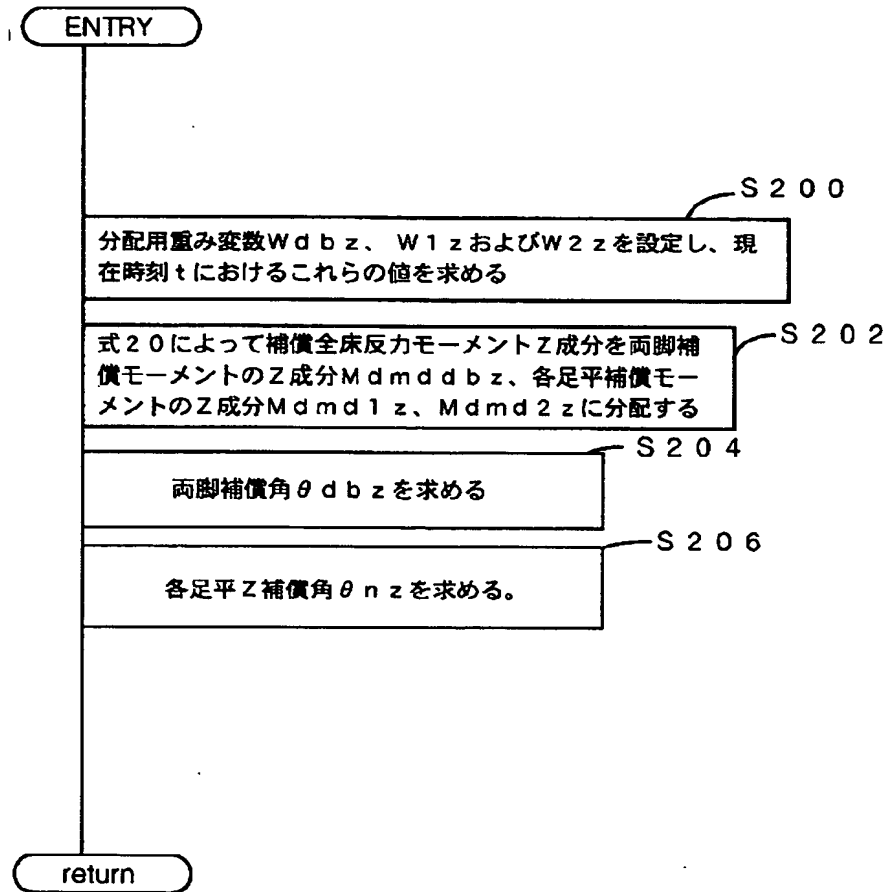 ENTRY
S200
分配用重み変数Wdbz、W1zおよびW2zを設定し、現
在時刻tにおけるこれらの値を求める
S202
式20によって補償全床反力モーメントZ成分を両脚補
償モーメントのZ成分Mdmddbz、各足平補償モー
メントのZ成分Mdmd1z、Mdmd2zに分配する
S204
両脚補償角θdbzを求める
S206
各足平Z補償角θnzを求める。
return